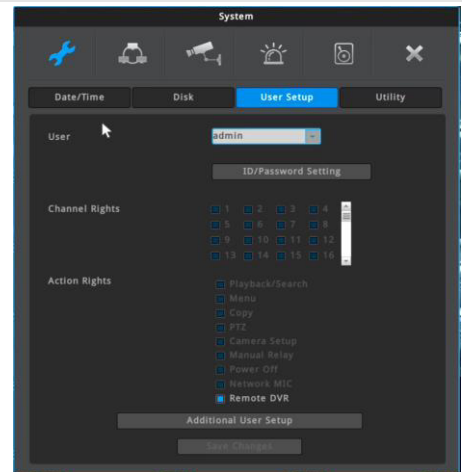 System
Date/Time Disk User Setup Utility
User admin
ID/Password Setting
Channel Rights 1 2 3 4
5 6 7 8
9 10 11 12
13 14 15 16
Action Rights Playback/Search
Menu
Copy
PTZ
Camera Setup
Manual Relay
Power Off
Network MIC
Remote DVR
Additional User Setup
Save Changes